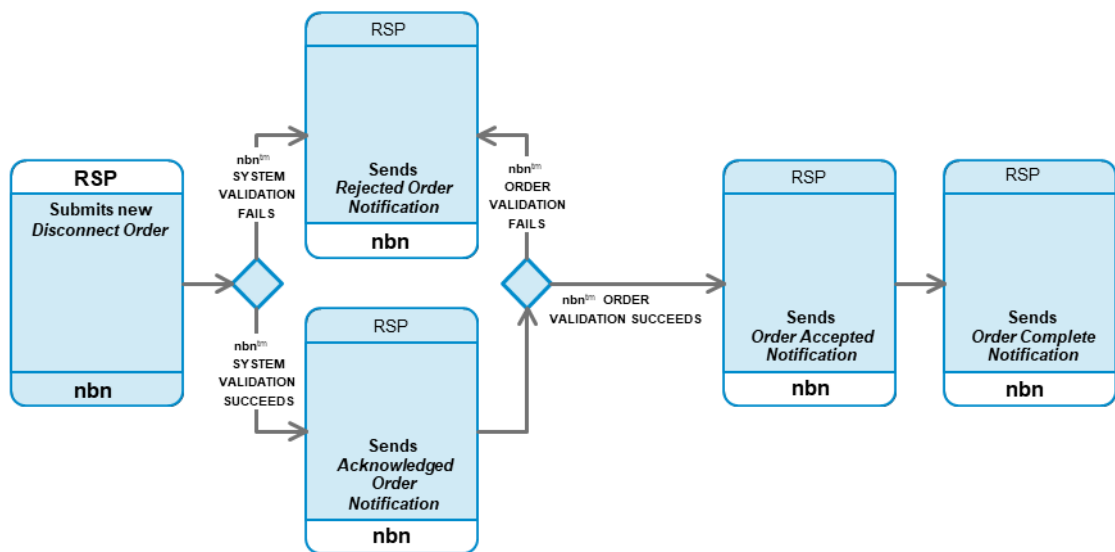 RSP
Submits new
Disconnect Order
nbn
nbn™
SYSTEM
VALIDATION
FAILS
nbn™
SYSTEM
VALIDATION
SUCCEEDS
RSP
Sends
Rejected Order
Notification
nbn
RSP
Sends
Acknowledged
Order
Notification
nbn
nbn™
ORDER
VALIDATION
FAILS
nbn™ ORDER
VALIDATION SUCCEEDS
RSP
Sends
Order Accepted
Notification
nbn
RSP
Sends
Order Complete
Notification
nbn